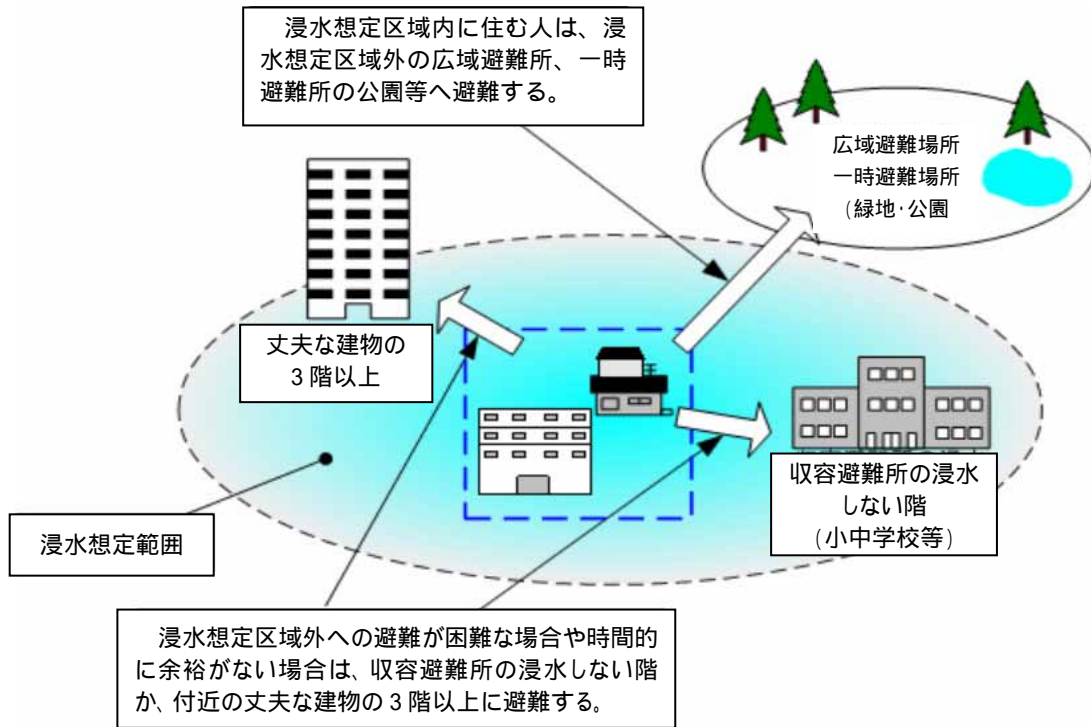 浸水想定区域内に住む人は、浸
水想定区域外の広域避難所、一時
避難所の公園等へ避難する。
広域避難場所
一時避難場所
(緑地・公園
丈夫な建物の
3階以上
収容避難所の浸水
しない階
(小中学校等)
浸水想定範囲
浸水想定区域外への避難が困難な場合や時間的
に余裕がない場合は、収容避難所の浸水しない階
か、付近の丈夫な建物の3階以上に避難する。